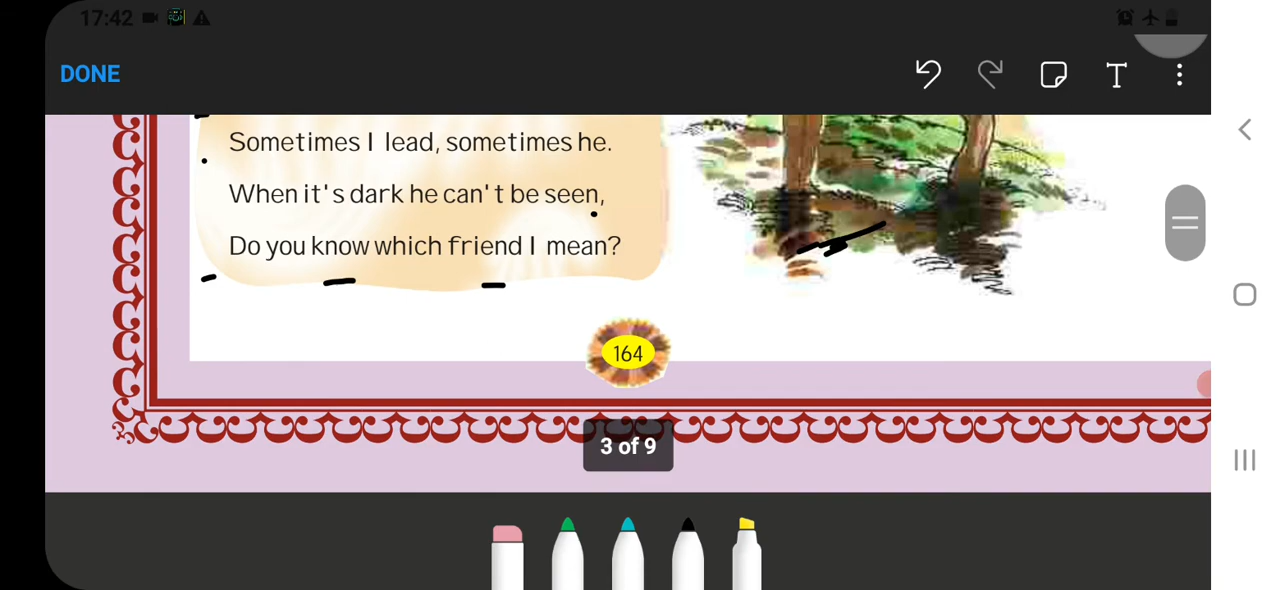 17:42
DONE
T
Sometimes I lead, sometimes he.
When it's dark he can't be seen,
Do you know which friend I mean?
164
3 of 9